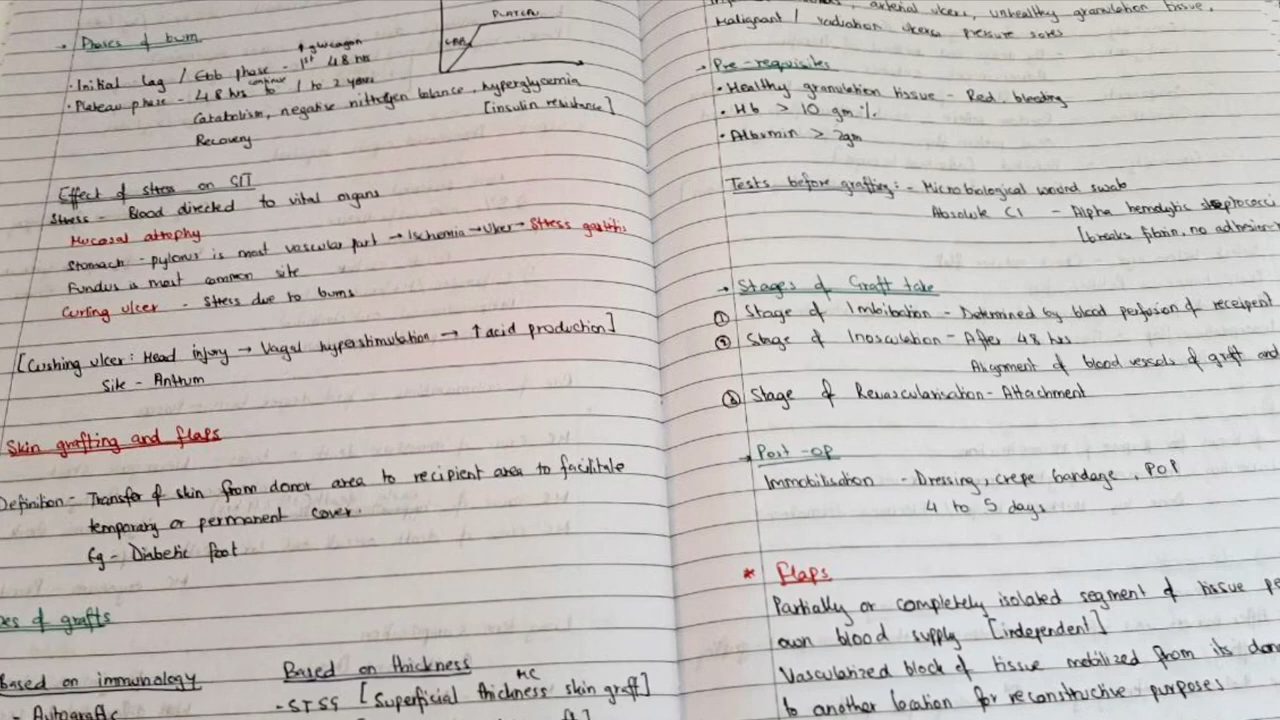 PLATEAU
LAG
→ Phases of burn
↑ glucagon
· Initial lag / Ebb phase - 1st 48 hrs
continue
· Plateau phase - 48 hrs to 1 to 2 years
Catabolism, negative nitrogen balance, hyperglycemia
[insulin resistance]
Recovery
Effect of stress on GIT
Stress - Blood directed to vital organs
Mucosal atrophy
Stomach - pylorus is most vascular part → Ischemia → Ulcer → Stress gastritis
Fundus is most common site
Curling ulcer - Stress due to burns
[Cushing ulcer: Head injury → Vagal hyperstimulation → ↑ acid production]
Site - Antrum
Skin grafting and flaps
Definition - Transfer of skin from donor area to recipient area to facilitate
temporary or permanent cover.
Eg - Diabetic foot
es of grafts
Based on immunology
- Autograft
Based on thickness
MC
- STSG [Superficial thickness skin graft]
arterial ulcers, unhealthy granulation tissue,
Malignant / radiation ulcers pressure sores
→ Pre-requisites
· Healthy granulation tissue - Red, bleeding
· Hb > 10 gm %
· Albumin > 3gm
Tests before grafting: - Microbiological wound swab
Absolute CI - Alpha hemolytic streptococci
[breaks fibrin, no adhesion
→ Stages of Graft take
① Stage of Imbibation - Determined by blood perfusion of receipent
② Stage of Inosculation - After 48 hrs
Alignment of blood vessels of graft and
③ Stage of Revascularisation - Attachment
→ Post-op
Immobilisation - Dressing, crepe bandage, POP
4 to 5 days
* Flaps
Partially or completely isolated segment of tissue
own blood supply [independent]
Vascularized block of tissue mobilized from its
to another location for reconstructive purposes